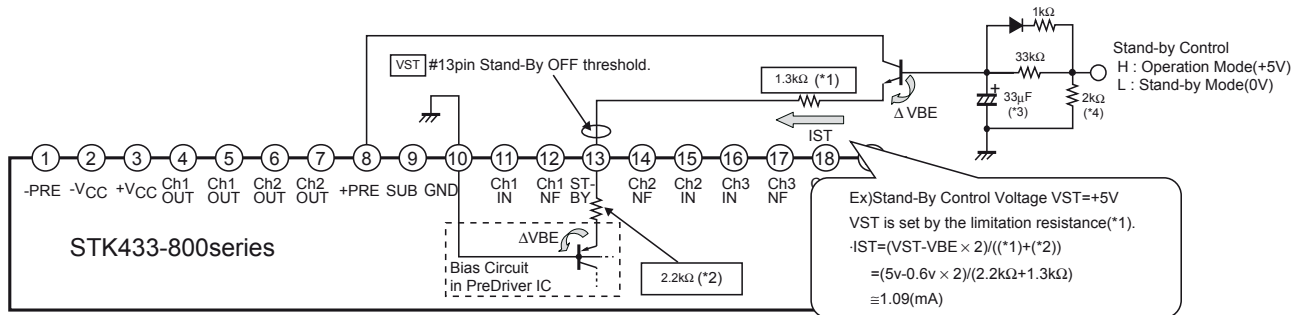 1kΩ
33kΩ
Stand-by Control
H : Operation Mode(+5V)
L : Stand-by Mode(0V)
2kΩ
(*4)
33μF
(*3)
+
VST #13pin Stand-By OFF threshold.
1.3kΩ (*1)
ΔVBE
IST
1 2 3 4 5 6 7 8 9 10 11 12 13 14 15 16 17 18
-PRE
-VCC
+VCC
Ch1
OUT
Ch1
OUT
Ch2
OUT
Ch2
OUT
+PRE
SUB
GND
Ch1
IN
Ch1
NF
ST-
BY
Ch2
NF
Ch2
IN
Ch3
IN
Ch3
NF
STK433-800series
ΔVBE
Bias Circuit
in PreDriver IC
2.2kΩ (*2)
Ex)Stand-By Control Voltage VST=+5V
VST is set by the limitation resistance(*1).
·IST=(VST-VBE × 2)/((*1)+(*2))
=(5v-0.6v × 2)/(2.2kΩ+1.3kΩ)
≅1.09(mA)